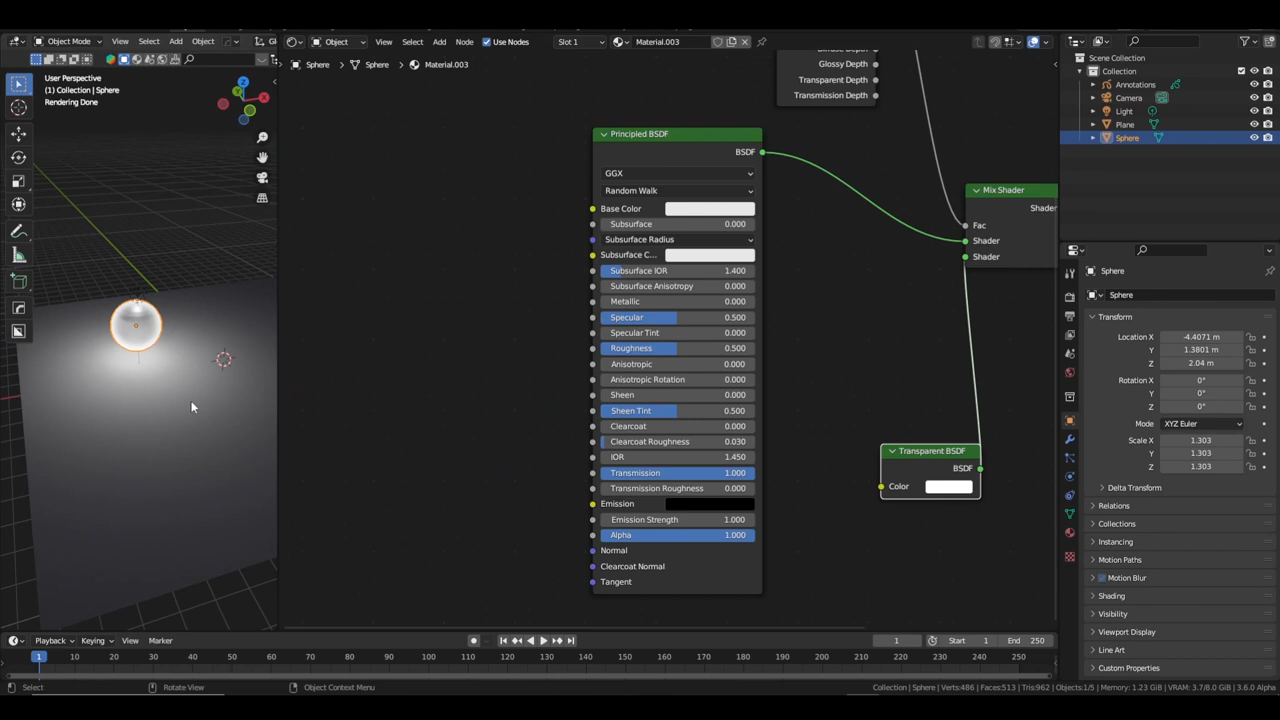 Object Mode
View
Select
Add
Object
Gl
User Perspective
(1) Collection | Sphere
Rendering Done
Object
View
Select
Add
Node
Use Nodes
Slot 1
Material.003
Sphere
Sphere
Material.003
Diffuse Depth
Glossy Depth
Transparent Depth
Transmission Depth
Principled BSDF
BSDF
GGX
Random Walk
Base Color
Subsurface 0.000
Subsurface Radius
Subsurface C...
Subsurface IOR 1.400
Subsurface Anisotropy 0.000
Metallic 0.000
Specular 0.500
Specular Tint 0.000
Roughness 0.500
Anisotropic 0.000
Anisotropic Rotation 0.000
Sheen 0.000
Sheen Tint 0.500
Clearcoat 0.000
Clearcoat Roughness 0.030
IOR 1.450
Transmission 1.000
Transmission Roughness 0.000
Emission
Emission Strength 1.000
Alpha 1.000
Normal
Clearcoat Normal
Tangent
Mix Shader
Shader
Fac
Shader
Shader
Transparent BSDF
BSDF
Color
Scene Collection
Collection
Annotations
Camera
Light
Plane
Sphere
Sphere
Sphere
Transform
Location X -4.4071 m
Y 1.3801 m
Z 2.04 m
Rotation X 0°
Y 0°
Z 0°
Mode XYZ Euler
Scale X 1.303
Y 1.303
Z 1.303
Delta Transform
Relations
Collections
Instancing
Motion Paths
Motion Blur
Shading
Visibility
Viewport Display
Line Art
Custom Properties
Playback
Keying
View
Marker
1
Start 1
End 250
1 10 20 30 40 50 60 70 80 90 100 110 120 130 140 150 160 170 180 190 200 210 220 230 240 250
Select
Rotate View
Object Context Menu
Collection | Sphere | Verts:486 | Faces:513 | Tris:962 | Objects:1/5 | Memory: 1.23 GiB | VRAM: 3.7/8.0 GiB | 3.6.0 Alpha